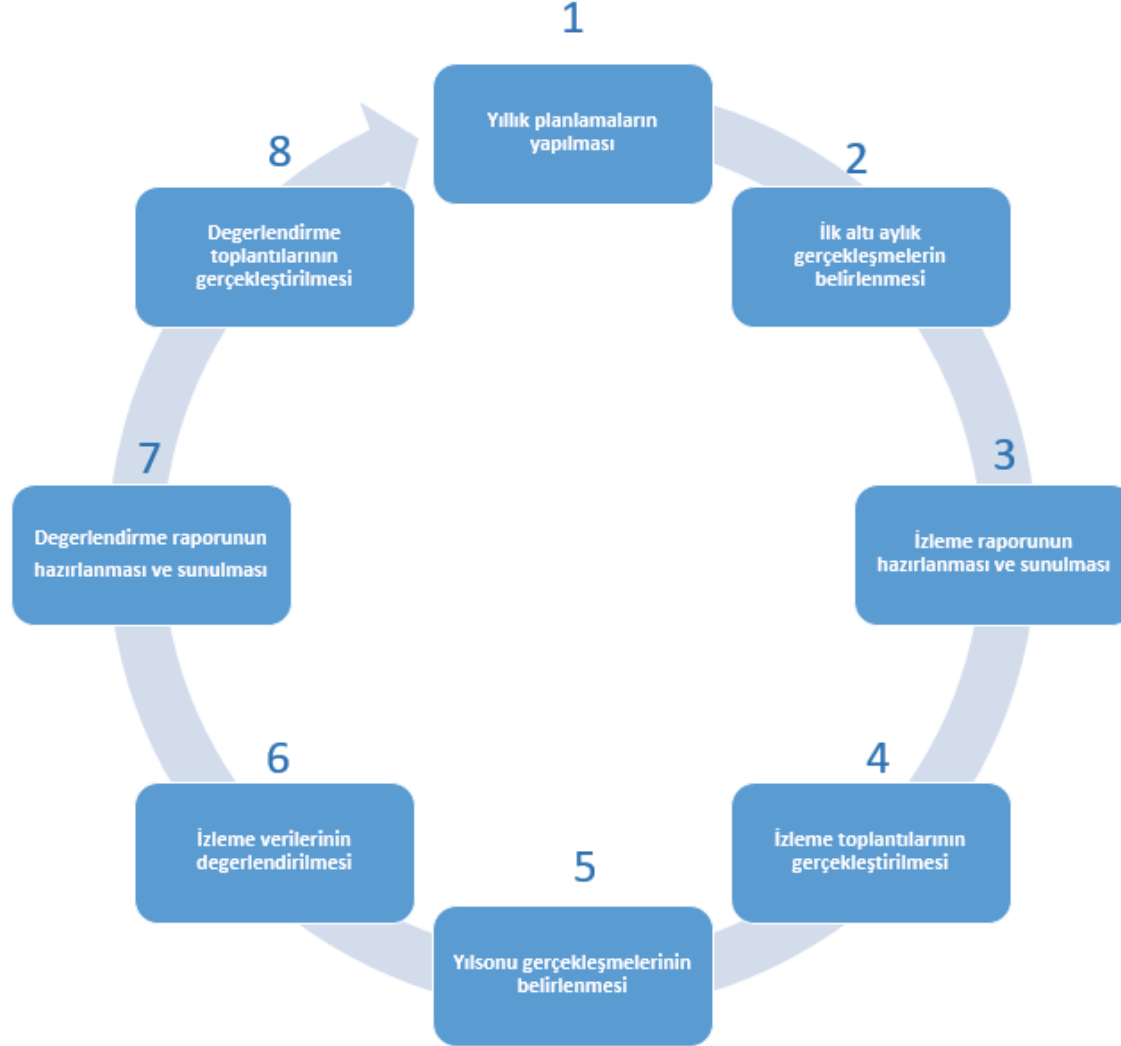 1
Yıllık planlamaların
yapılması
2
İlk altı aylık
gerçekleşmelerin
belirlenmesi
3
İzleme raporunun
hazırlanması ve sunulması
4
İzleme toplantılarının
gerçekleştirilmesi
5
Yılsonu gerçekleşmelerinin
belirlenmesi
6
İzleme verilerinin
degerlendirilmesi
7
Degerlendirme raporunun
hazırlanması ve sunulması
8
Degerlendirme
toplantılarının
gerçekleştirilmesi